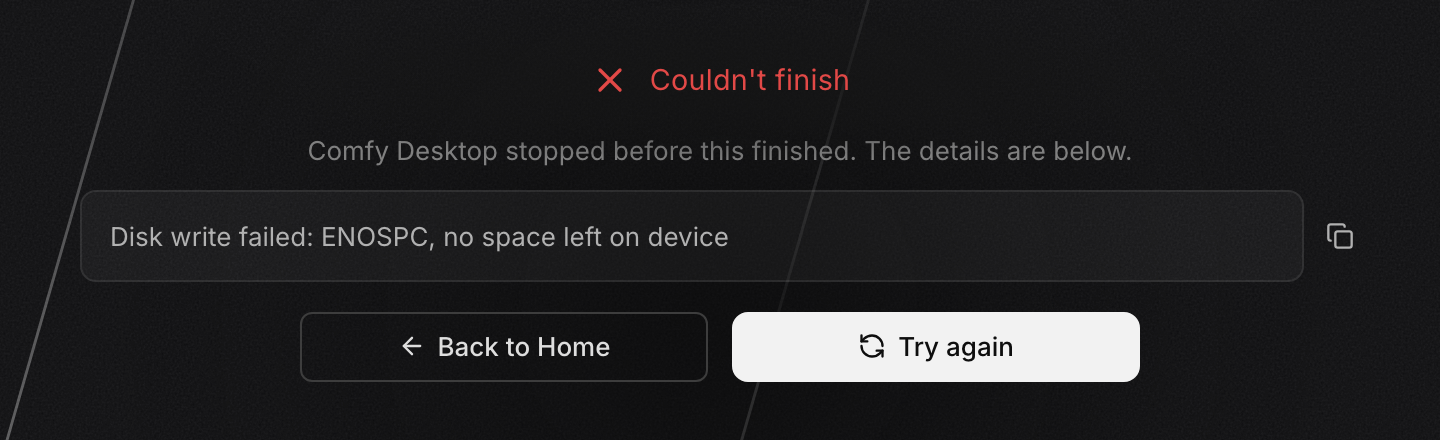 Couldn't finish
Comfy Desktop stopped before this finished. The details are below.
Disk write failed: ENOSPC, no space left on device
Back to Home
Try again